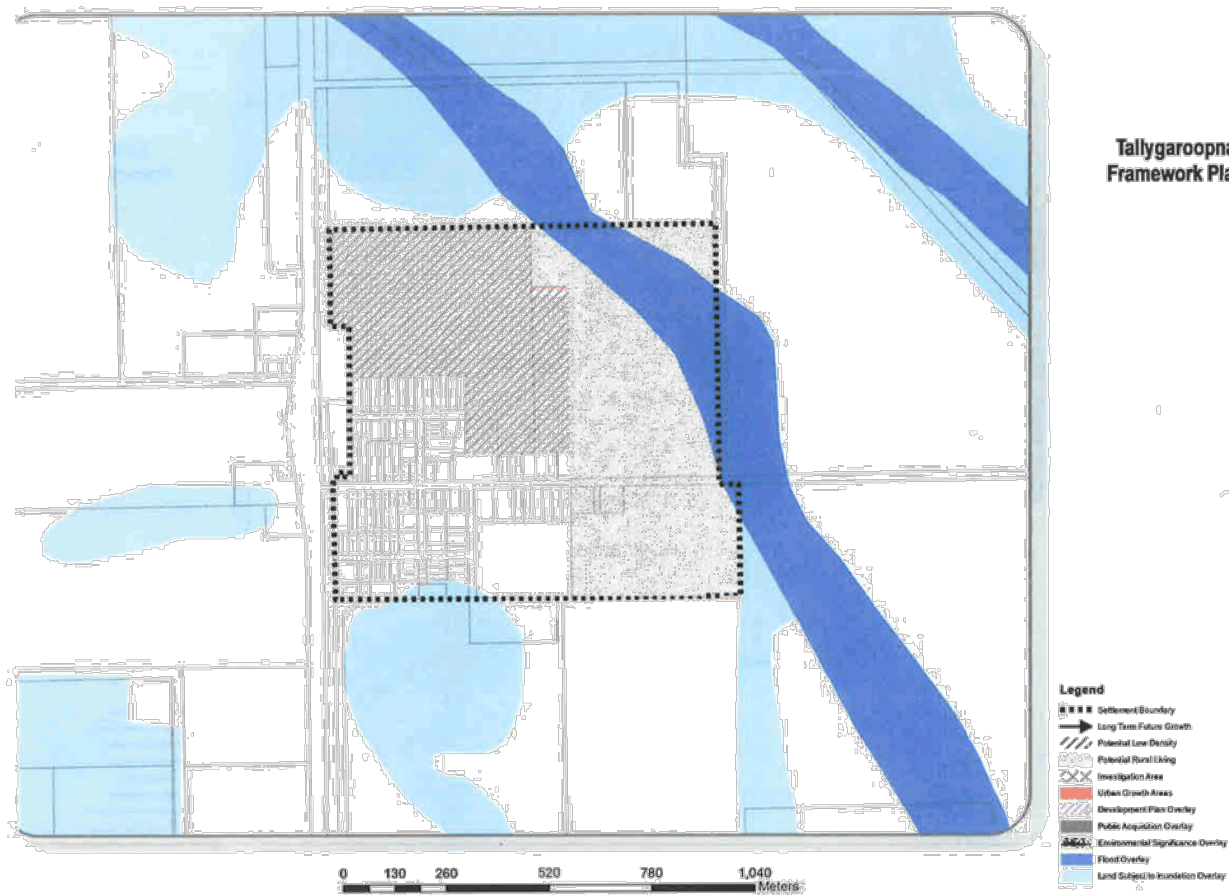 Tallygaroopna
Framework Pla
Legend
Settlement Boundary
Long Term Future Growth
Potential Low Density
Potential Rural Living
Investigation Area
Urban Growth Areas
Development Plan Overlay
Public Acquisition Overlay
Environmental Significance Overlay
Flood Overlay
Land Subject to Inundation Overlay
0 130 260 520 780 1,040
Meters